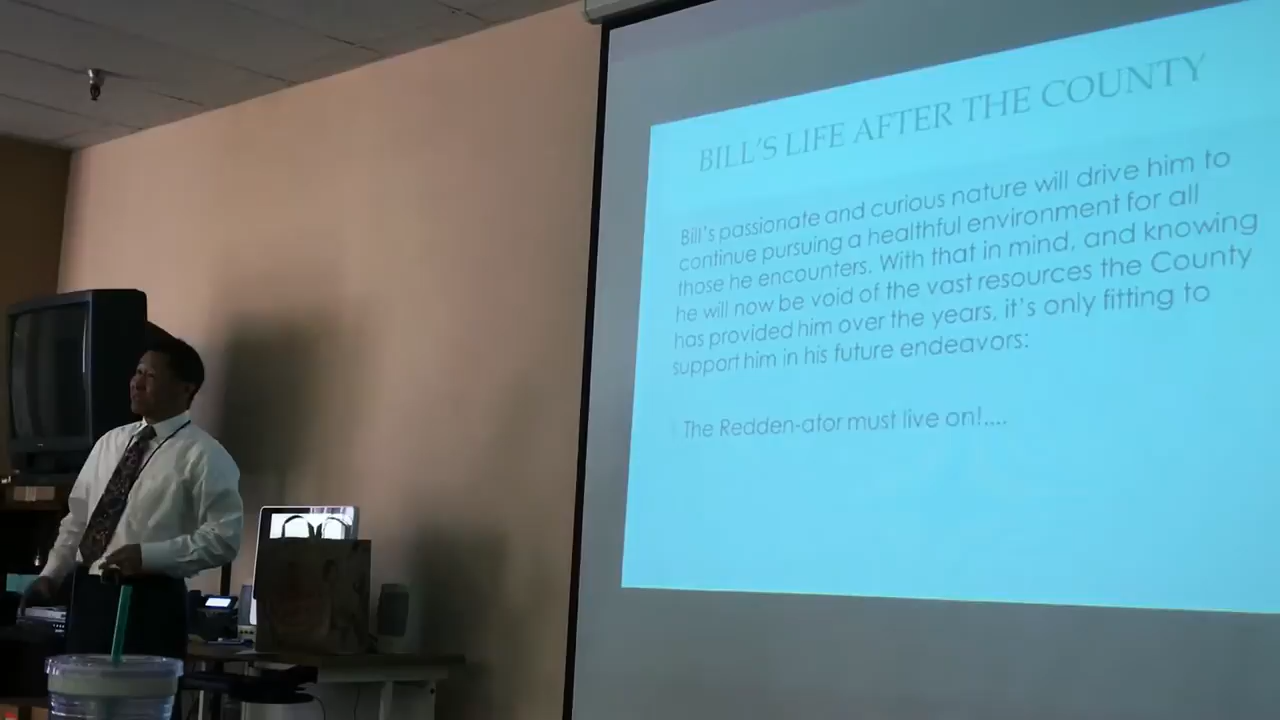 BILL'S LIFE AFTER THE COUNTY
Bill's passionate and curious nature will drive him to
continue pursuing a healthful environment for all
those he encounters. With that in mind, and knowing
he will now be void of the vast resources the County
has provided him over the years, it's only fitting to
support him in his future endeavors:
The Redden-ator must live on!....